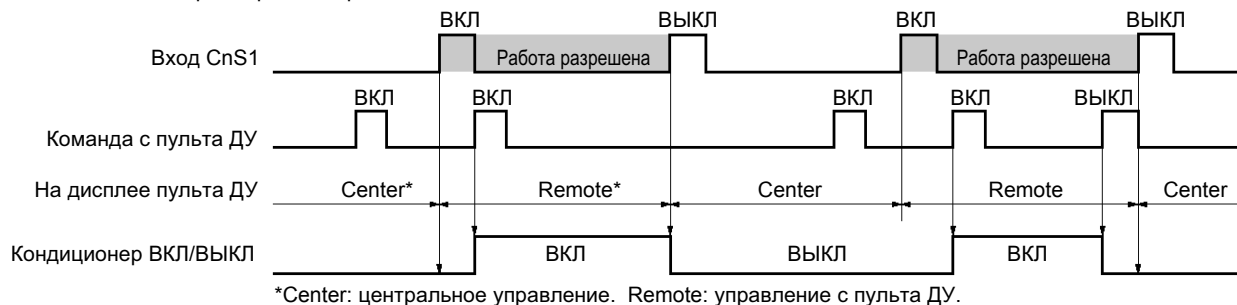 ВКЛ ВЫКЛ ВКЛ ВЫКЛ
Вход CnS1 Работа разрешена Работа разрешена
ВКЛ ВКЛ ВКЛ ВКЛ ВЫКЛ
Команда с пульта ДУ
На дисплее пульта ДУ Center* Remote* Center Remote Center
Кондиционер ВКЛ/ВЫКЛ ВКЛ ВЫКЛ ВКЛ
*Center: центральное управление. Remote: управление с пульта ДУ.